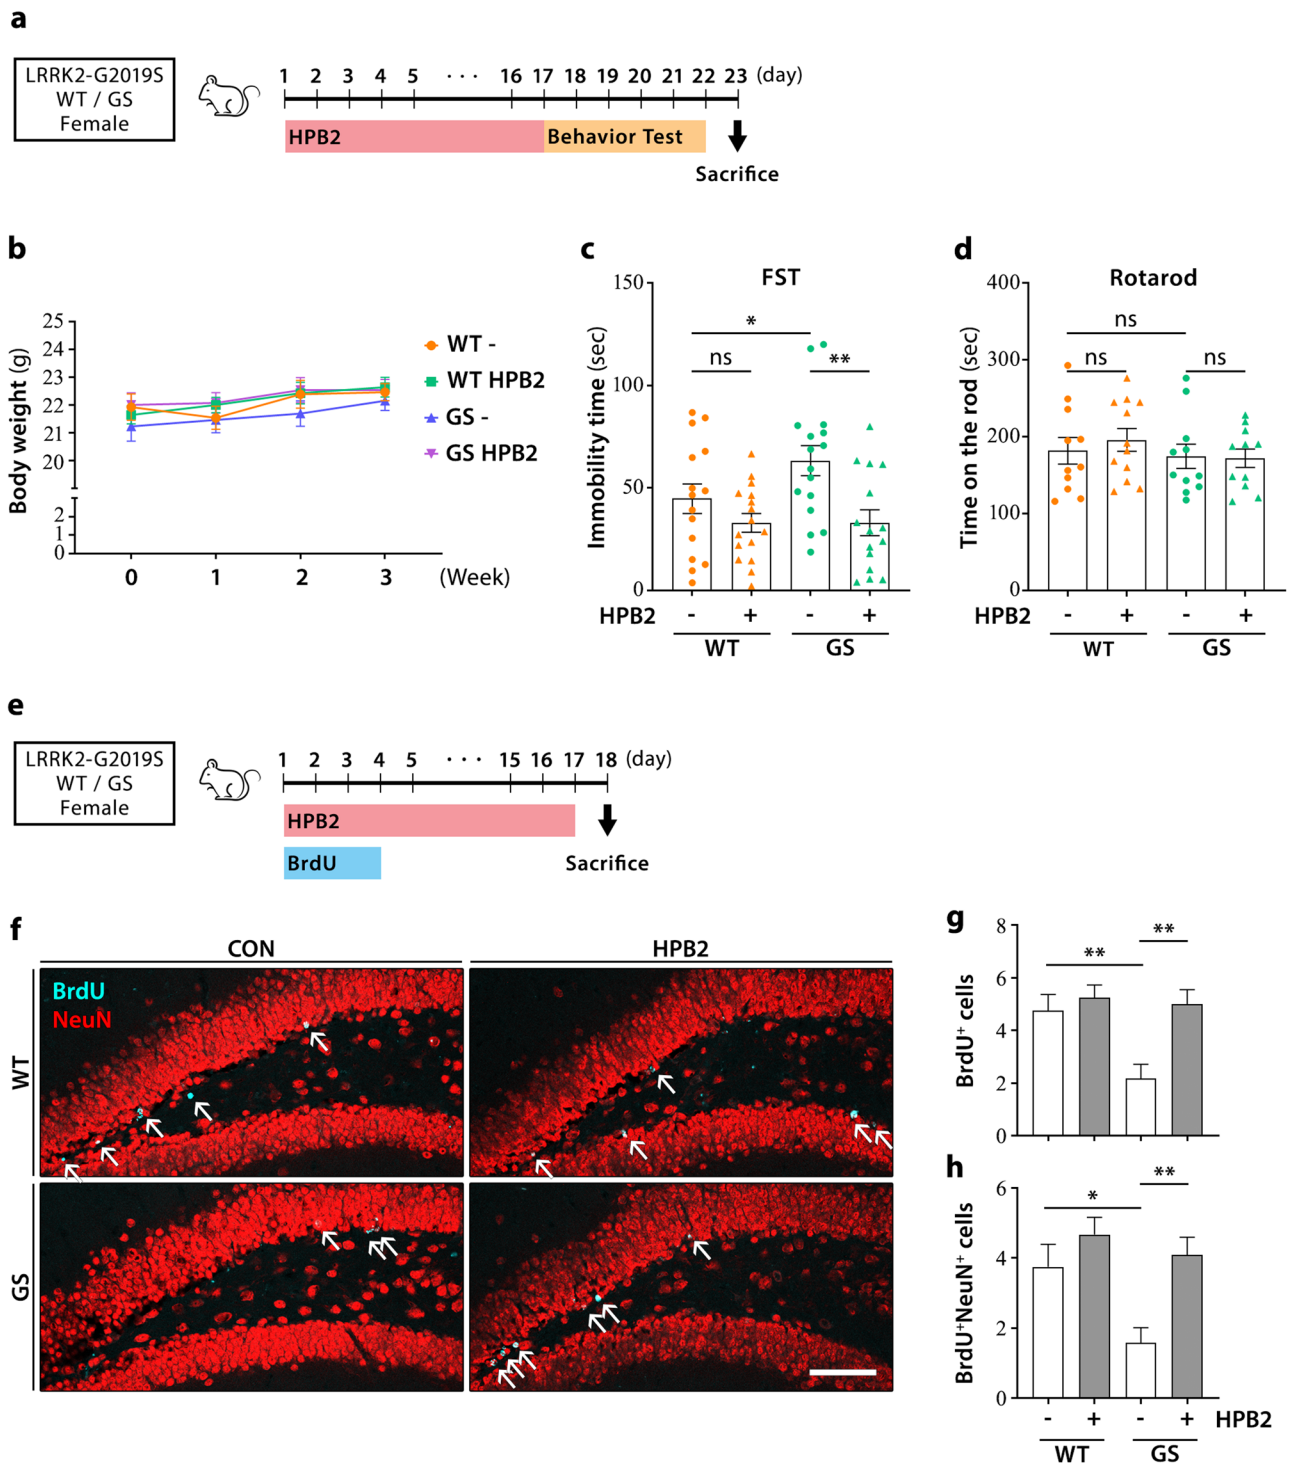 a
LRRK2-G2019S
WT / GS
Female
1 2 3 4 5 · · · 16 17 18 19 20 21 22 23 (day)
HPB2
Behavior Test
Sacrifice
b
Body weight (g)
25
24
23
22
21
20
2
1
0
0 1 2 3 (Week)
WT -
WT HPB2
GS -
GS HPB2
c
FST
Immobility time (sec)
150
100
50
0
*
ns
**
HPB2 - + - +
WT GS
d
Rotarod
Time on the rod (sec)
400
300
200
100
0
ns
ns ns
HPB2 - + - +
WT GS
e
LRRK2-G2019S
WT / GS
Female
1 2 3 4 5 · · · 15 16 17 18 (day)
HPB2
BrdU
Sacrifice
f
CON HPB2
BrdU
NeuN
WT
GS
g
BrdU⁺ cells
8
6
4
2
0
**
**
h
BrdU⁺NeuN⁺ cells
6
4
2
0
**
*
- + - + HPB2
WT GS